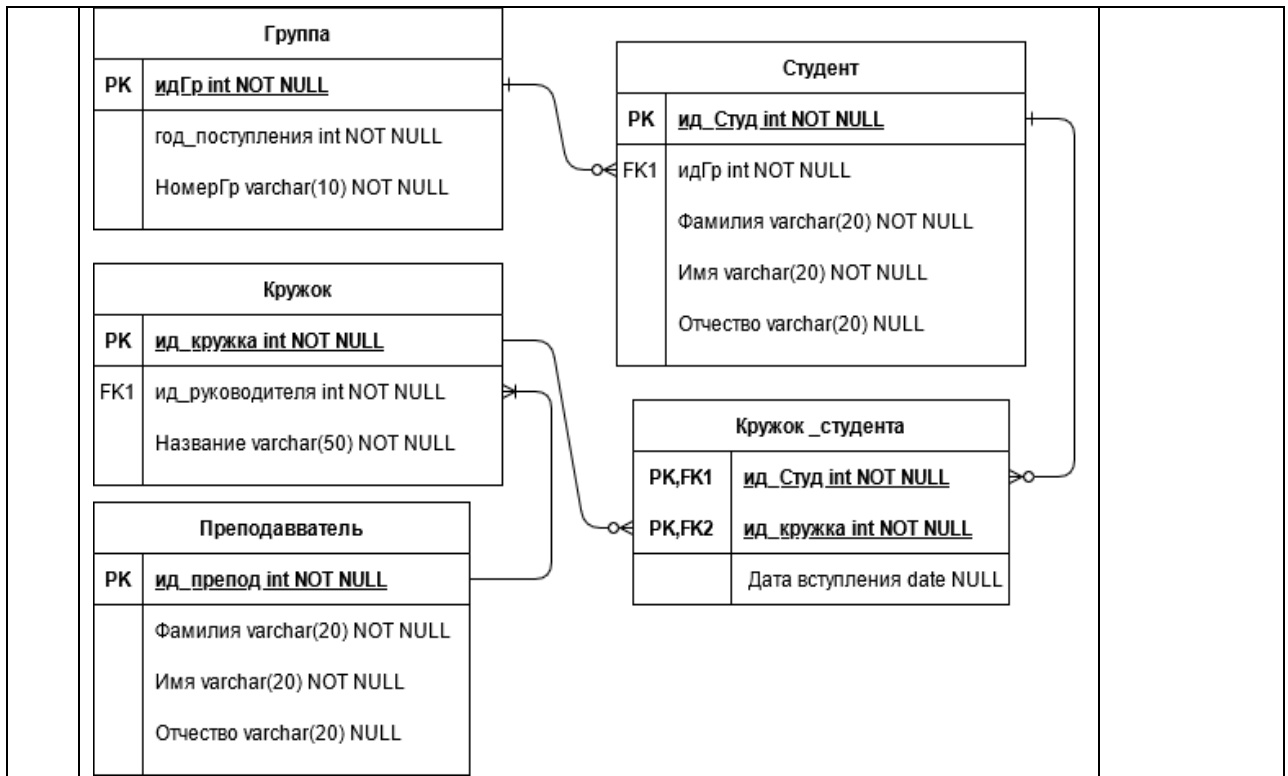 Группа
PK идГр int NOT NULL
год_поступления int NOT NULL
НомерГр varchar(10) NOT NULL
Студент
PK ид_Студ int NOT NULL
FK1 идГр int NOT NULL
Фамилия varchar(20) NOT NULL
Имя varchar(20) NOT NULL
Отчество varchar(20) NULL
Кружок
PK ид_кружка int NOT NULL
FK1 ид_руководителя int NOT NULL
Название varchar(50) NOT NULL
Кружок _студента
PK,FK1 ид_Студ int NOT NULL
PK,FK2 ид_кружка int NOT NULL
Дата вступления date NULL
Преподавватель
PK ид_препод int NOT NULL
Фамилия varchar(20) NOT NULL
Имя varchar(20) NOT NULL
Отчество varchar(20) NULL